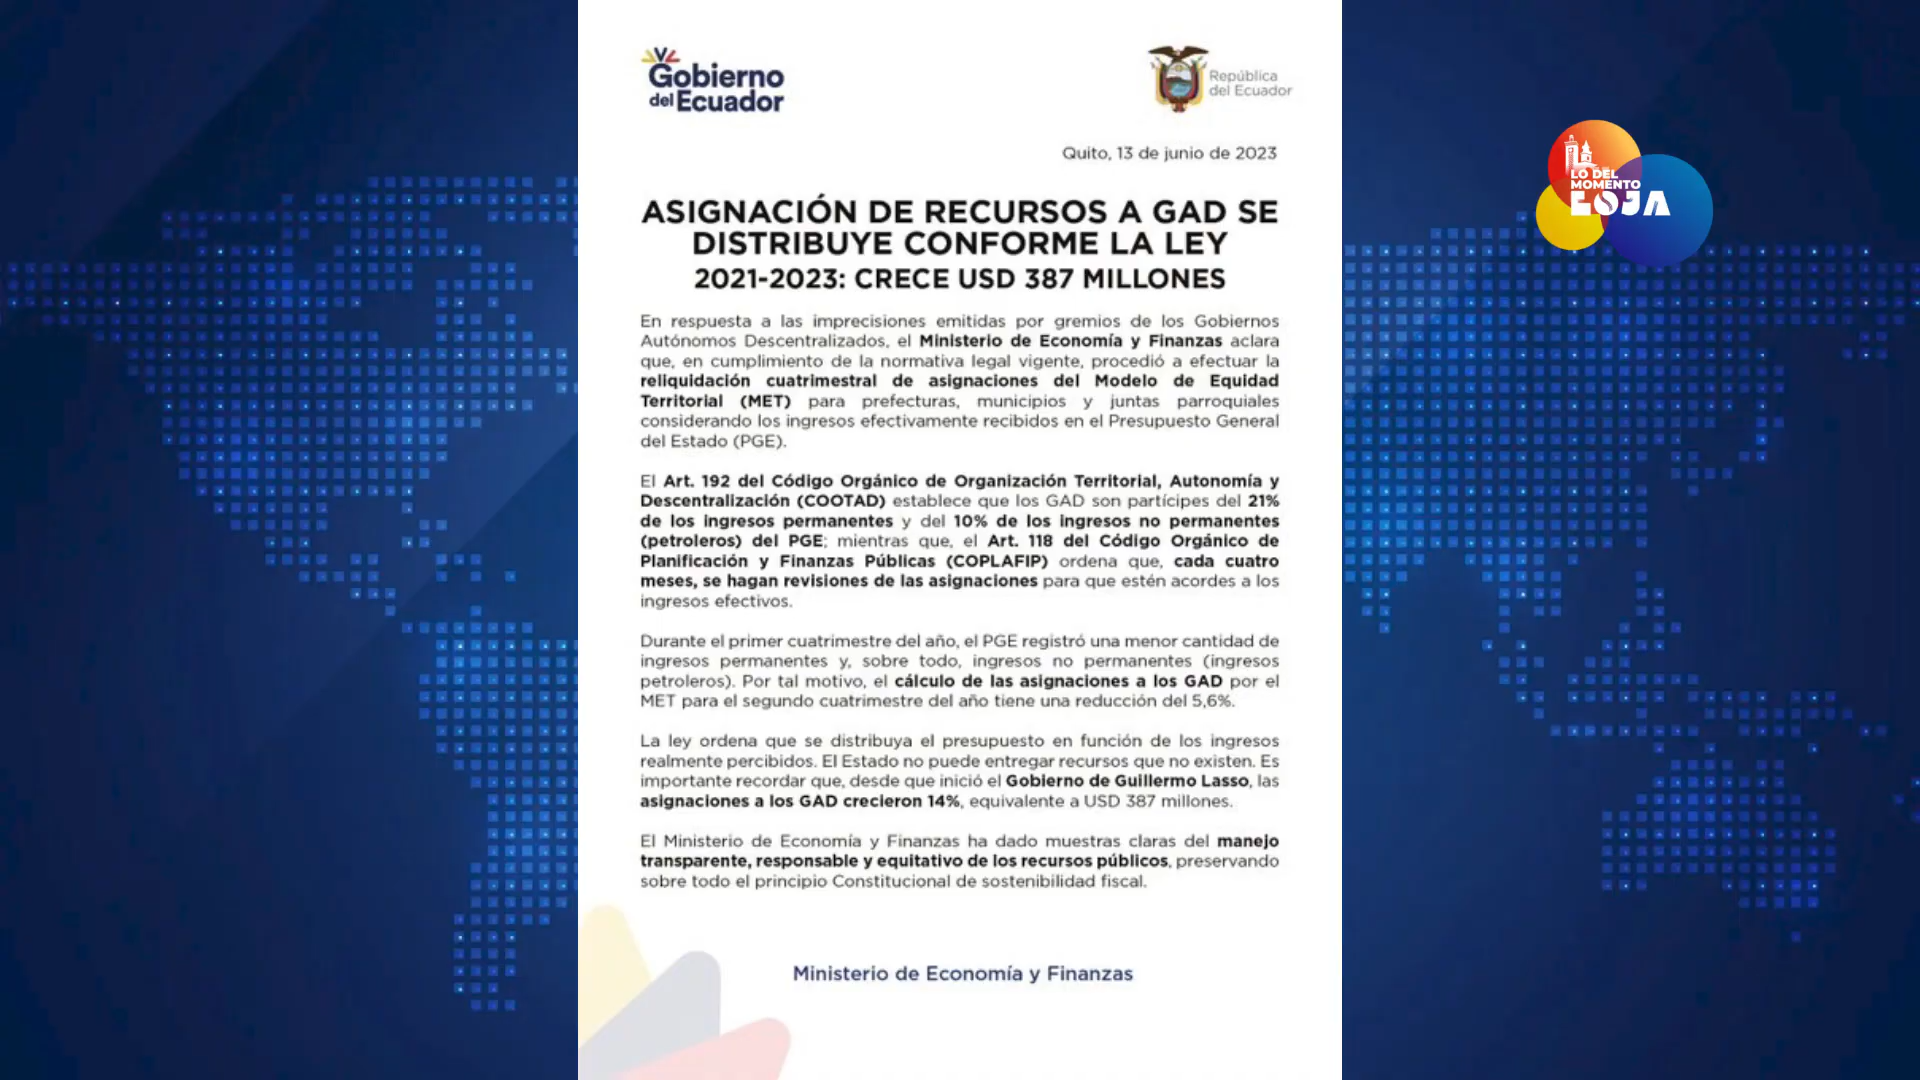 Gobierno
del Ecuador
República
del Ecuador
LO DEL
MOMENTO
LOJA
Quito, 13 de junio de 2023
ASIGNACIÓN DE RECURSOS A GAD SE
DISTRIBUYE CONFORME LA LEY
2021-2023: CRECE USD 387 MILLONES
En respuesta a las imprecisiones emitidas por gremios de los Gobiernos
Autónomos Descentralizados, el Ministerio de Economía y Finanzas aclara
que, en cumplimiento de la normativa legal vigente, procedió a efectuar la
reliquidación cuatrimestral de asignaciones del Modelo de Equidad
Territorial (MET) para prefecturas, municipios y juntas parroquiales
considerando los ingresos efectivamente recibidos en el Presupuesto General
del Estado (PGE).
El Art. 192 del Código Orgánico de Organización Territorial, Autonomía y
Descentralización (COOTAD) establece que los GAD son partícipes del 21%
de los ingresos permanentes y del 10% de los ingresos no permanentes
(petroleros) del PGE; mientras que, el Art. 118 del Código Orgánico de
Planificación y Finanzas Públicas (COPLAFIP) ordena que, cada cuatro
meses, se hagan revisiones de las asignaciones para que estén acordes a los
ingresos efectivos.
Durante el primer cuatrimestre del año, el PGE registró una menor cantidad de
ingresos permanentes y, sobre todo, ingresos no permanentes (ingresos
petroleros). Por tal motivo, el cálculo de las asignaciones a los GAD por el
MET para el segundo cuatrimestre del año tiene una reducción del 5,6%.
La ley ordena que se distribuya el presupuesto en función de los ingresos
realmente percibidos. El Estado no puede entregar recursos que no existen. Es
importante recordar que, desde que inició el Gobierno de Guillermo Lasso, las
asignaciones a los GAD crecieron 14%, equivalente a USD 387 millones.
El Ministerio de Economía y Finanzas ha dado muestras claras del manejo
transparente, responsable y equitativo de los recursos públicos, preservando
sobre todo el principio Constitucional de sostenibilidad fiscal.
Ministerio de Economía y Finanzas